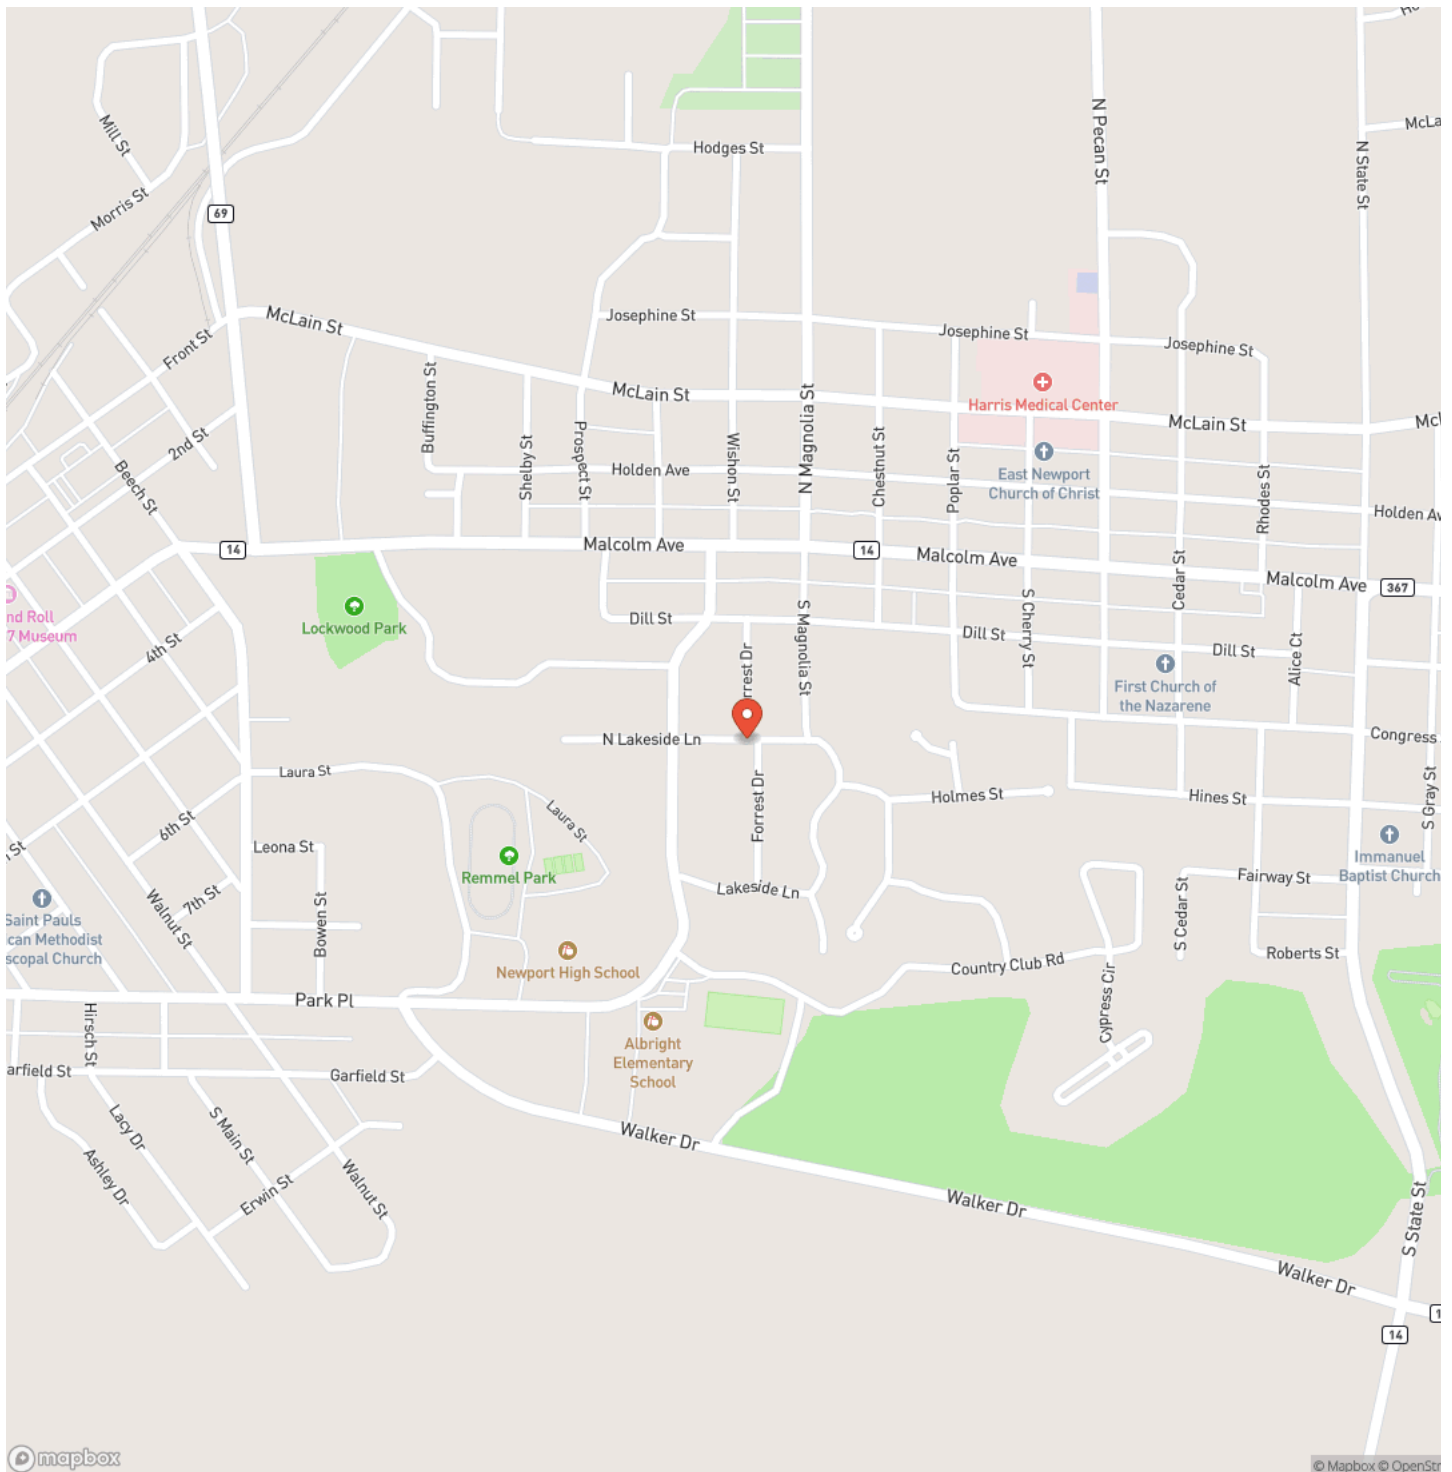 Mill St
Morris St
69
Hodges St
N Pecan St
N State St
McLa
McLain St
Front St
Josephine St
Josephine St
Josephine St
Harris Medical Center
McLain St
McLain St
Buffington St
Shelby St
Prospect St
Wishon St
N Magnolia St
Chestnut St
Poplar St
East Newport
Church of Christ
Rhodes St
Holden Ave
Holden Av
2nd St
Beech St
14
Malcolm Ave
14
Malcolm Ave
Malcolm Ave
367
Cedar St
S Cherry St
nd Roll
7 Museum
Lockwood Park
4th St
Dill St
Dill St
Dill St
Alice Ct
S Magnolia St
rrest Dr
First Church of
the Nazarene
N Lakeside Ln
Congress
Laura St
Laura St
Forrest Dr
Holmes St
Hines St
S Gray St
6th St
Leona St
Remmel Park
Lakeside Ln
Immanuel
Baptist Church
Fairway St
S Cedar St
7th St
Walnut St
Bowen St
Saint Pauls
can Methodist
iscopal Church
Newport High School
Country Club Rd
Roberts St
Cypress Cir
Park Pl
Hirsch St
Albright
Elementary
School
arfield St
Garfield St
Lacy Dr
S Main St
Ashley Dr
Erwin St
Walnut St
Walker Dr
Walker Dr
Walker Dr
S State St
14
mapbox
© Mapbox © OpenStr